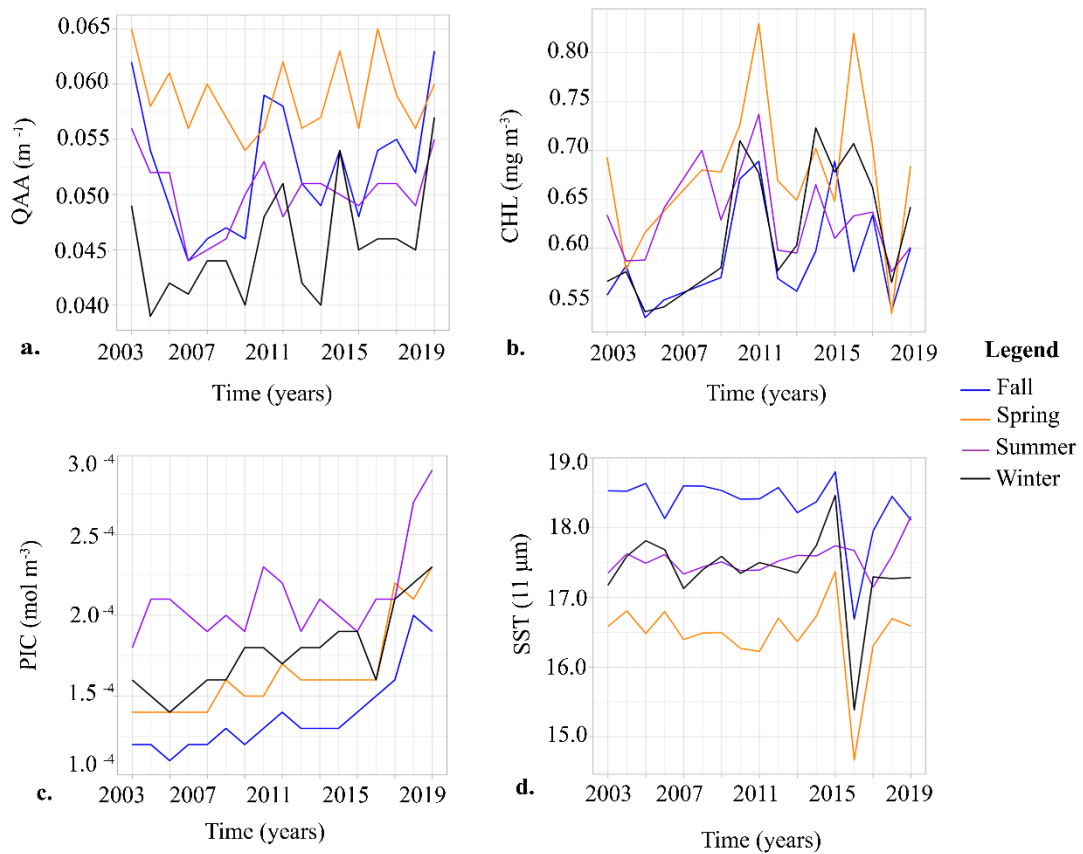 0.065
0.060
0.055
0.050
0.045
0.040
QAA (m ⁻¹)
2003 2007 2011 2015 2019
a.
Time (years)
0.80
0.75
0.70
0.65
0.60
0.55
CHL (mg m⁻³)
2003 2007 2011 2015 2019
b.
Time (years)
Legend
Fall
Spring
Summer
Winter
3.0 ⁻⁴
2.5 ⁻⁴
2.0 ⁻⁴
1.5 ⁻⁴
1.0 ⁻⁴
PIC (mol m⁻³)
2003 2007 2011 2015 2019
c.
Time (years)
19.0
18.0
17.0
16.0
15.0
SST (11 µm)
2003 2007 2011 2015 2019
d.
Time (years)